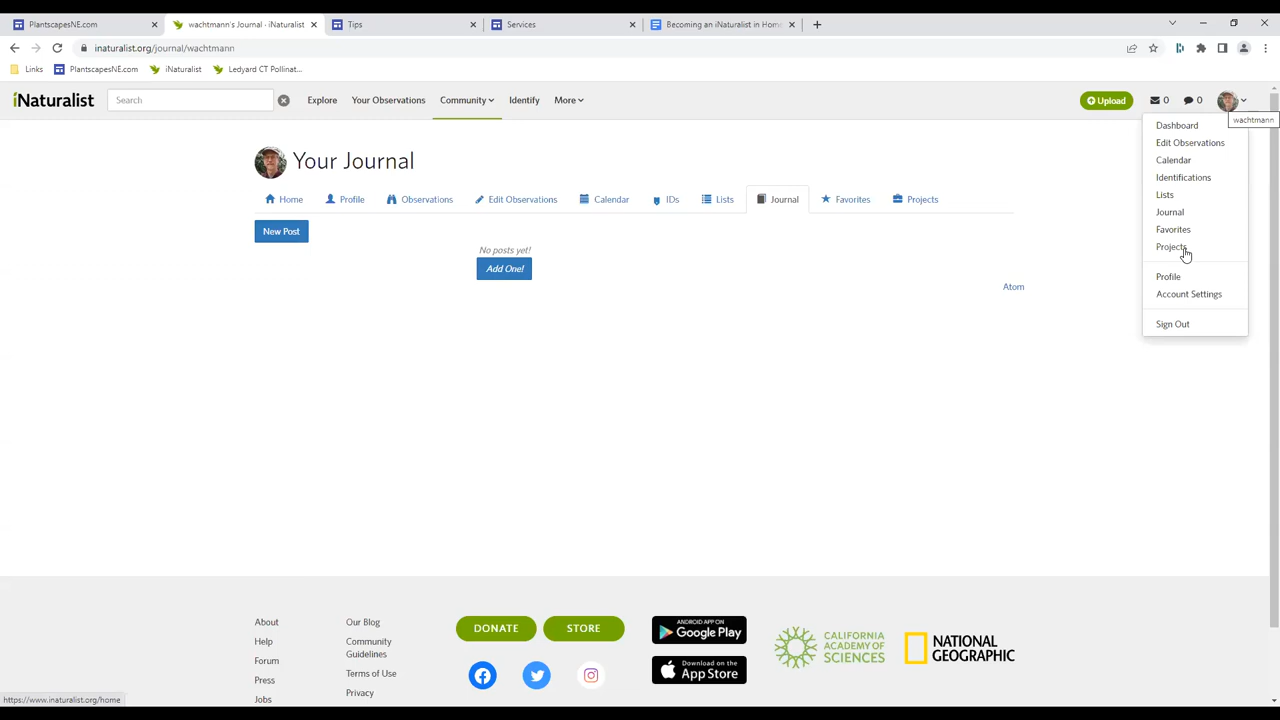 PlantscapesNE.com
wachtmann's Journal · iNaturalist
Tips
Services
Becoming an iNaturalist in Hom
inaturalist.org/journal/wachtmann
Links
PlantscapesNE.com
iNaturalist
Ledyard CT Pollinat...
iNaturalist
Search
Explore
Your Observations
Community
Identify
More
Upload
0
0
wachtmann
Dashboard
Edit Observations
Calendar
Identifications
Lists
Journal
Favorites
Projects
Profile
Account Settings
Sign Out
Your Journal
Home
Profile
Observations
Edit Observations
Calendar
IDs
Lists
Journal
Favorites
Projects
New Post
No posts yet!
Add One!
Atom
About
Help
Forum
Press
Jobs
Our Blog
Community
Guidelines
Terms of Use
Privacy
DONATE
STORE
ANDROID APP ON
Google Play
Download on the
App Store
CALIFORNIA
ACADEMY OF
SCIENCES
NATIONAL
GEOGRAPHIC
https://www.inaturalist.org/home